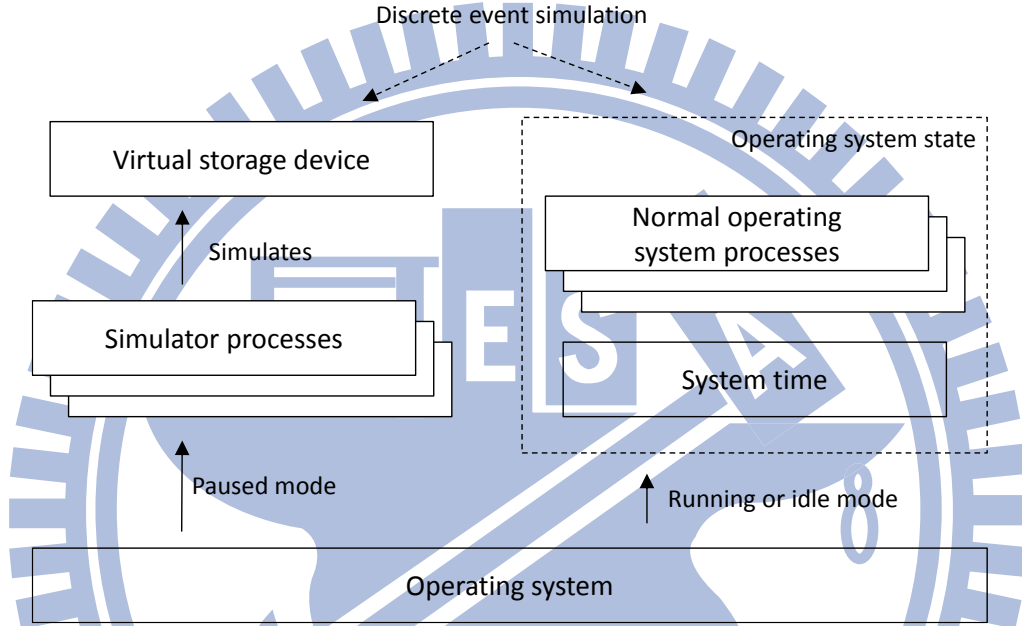 Discrete event simulation
Virtual storage device
Operating system state
Normal operating
system processes
Simulates
Simulator processes
System time
Paused mode
Running or idle mode
Operating system
E S A
8